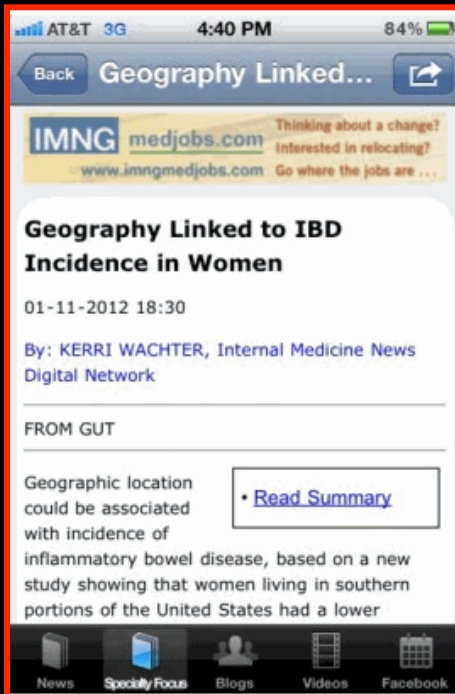 AT&T 3G 4:40 PM 84%
Back Geography Linked...
IMNG medjobs.com
www.imngmedjobs.com
Thinking about a change?
Interested in relocating?
Go where the jobs are ...
Geography Linked to IBD
Incidence in Women
01-11-2012 18:30
By: KERRI WACHTER, Internal Medicine News
Digital Network
FROM GUT
Geographic location
could be associated
with incidence of
• Read Summary
inflammatory bowel disease, based on a new
study showing that women living in southern
portions of the United States had a lower
News Specialty Focus Blogs Videos Facebook